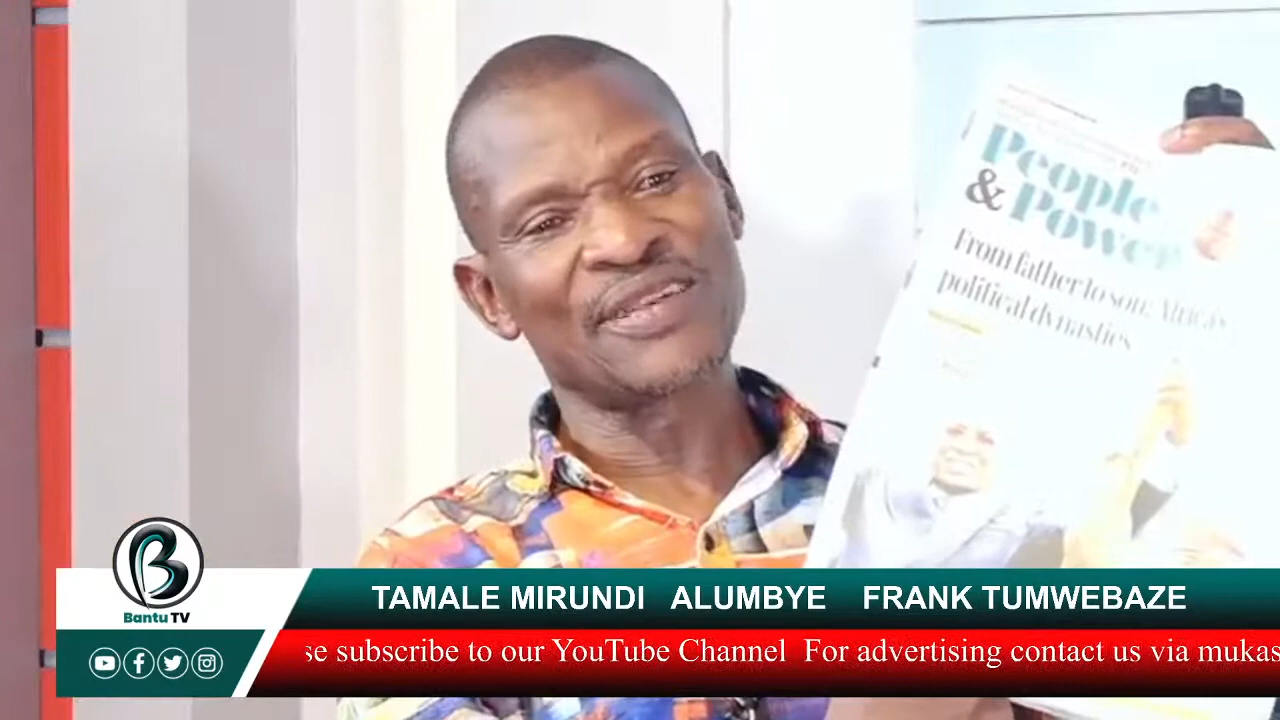 People
& Power
From father to son: Africa's
political dynasties
B
Bantu TV
TAMALE MIRUNDI ALUMBYE FRANK TUMWEBAZE
se subscribe to our YouTube Channel For advertising contact us via mukas